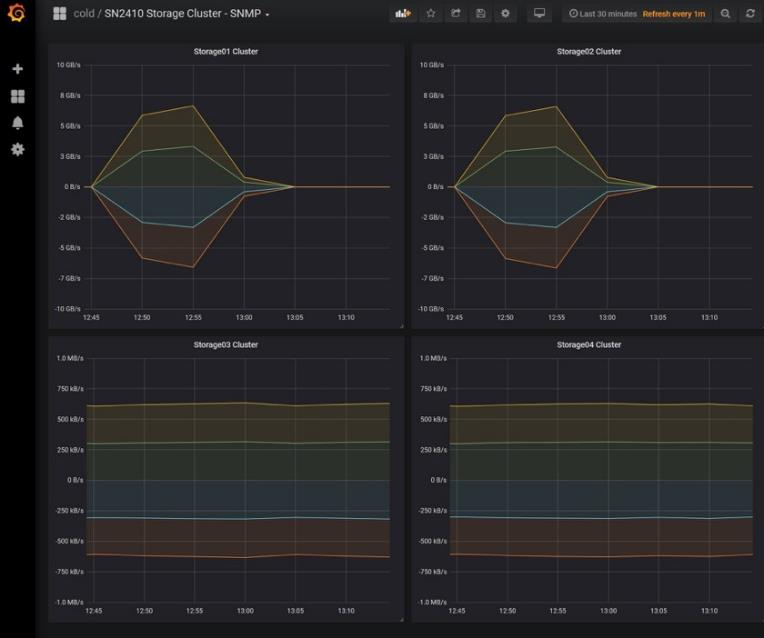 cold / SN2410 Storage Cluster - SNMP
Last 30 minutes Refresh every 1m
Storage01 Cluster
10 GB/s
8 GB/s
5 GB/s
3 GB/s
0 B/s
-2 GB/s
-5 GB/s
-7 GB/s
-10 GB/s
12:45 12:50 12:55 13:00 13:05 13:10
Storage02 Cluster
10 GB/s
8 GB/s
5 GB/s
3 GB/s
0 B/s
-2 GB/s
-5 GB/s
-7 GB/s
-10 GB/s
12:45 12:50 12:55 13:00 13:05 13:10
Storage03 Cluster
1.0 MB/s
750 kB/s
500 kB/s
250 kB/s
0 B/s
-250 kB/s
-500 kB/s
-750 kB/s
-1.0 MB/s
12:45 12:50 12:55 13:00 13:05 13:10
Storage04 Cluster
1.0 MB/s
750 kB/s
500 kB/s
250 kB/s
0 B/s
-250 kB/s
-500 kB/s
-750 kB/s
-1.0 MB/s
12:45 12:50 12:55 13:00 13:05 13:10